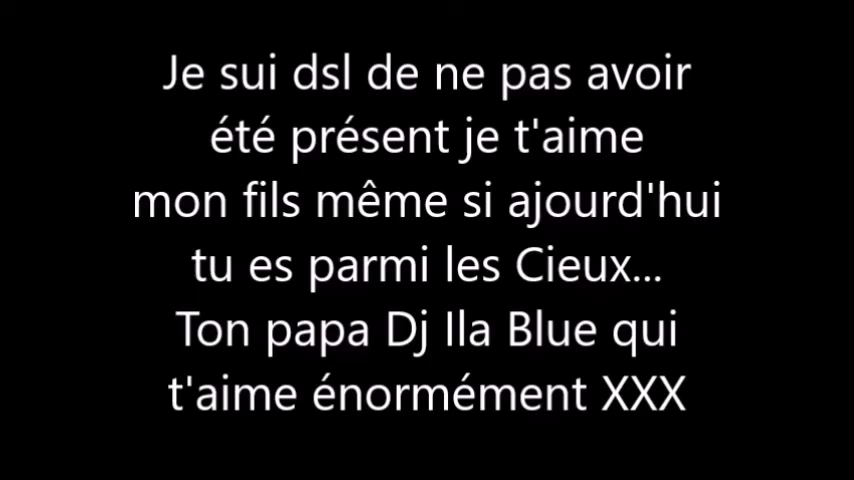 Je sui dsl de ne pas avoir
été présent je t'aime
mon fils même si ajourd'hui
tu es parmi les Cieux...
Ton papa Dj Ila Blue qui
t'aime énormément XXX